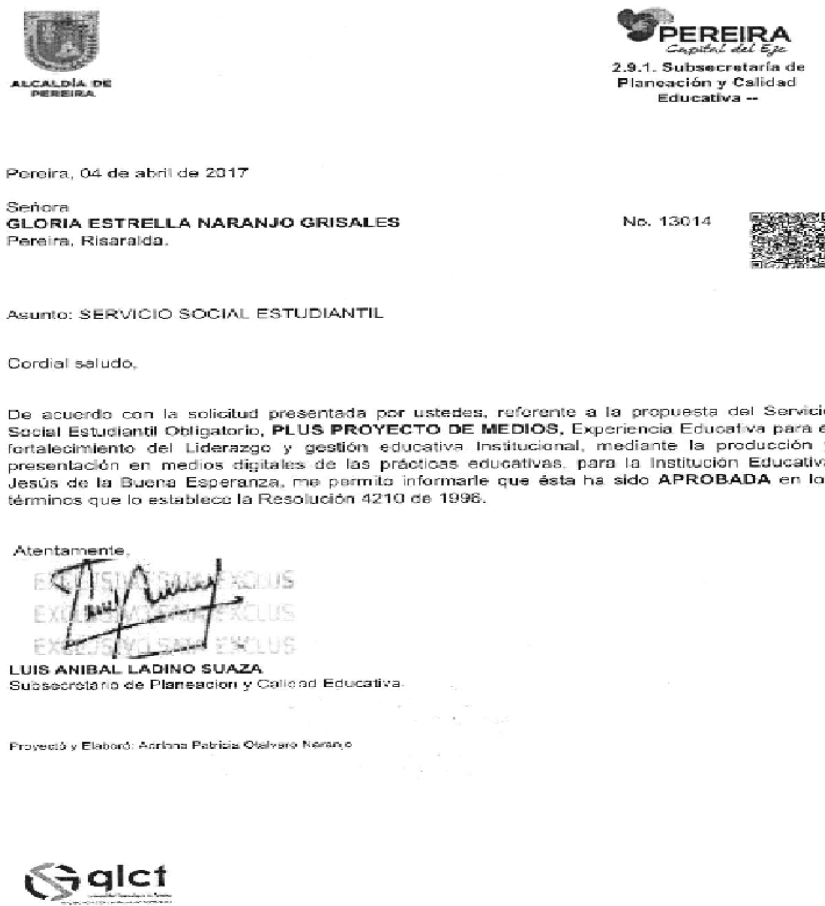 ALCALDÍA DE
PEREIRA
PEREIRA
Capital del Eje
2.9.1. Subsecretaría de
Planeación y Calidad
Educativa --
Pereira, 04 de abril de 2017
Señora
GLORIA ESTRELLA NARANJO GRISALES
No. 13014
Pereira, Risaralda.
Asunto: SERVICIO SOCIAL ESTUDIANTIL
Cordial saludo,
De acuerdo con la solicitud presentada por ustedes, referente a la propuesta del Servicio
Social Estudiantil Obligatorio, PLUS PROYECTO DE MEDIOS, Experiencia Educativa para e
fortalecimiento del Liderazgo y gestión educativa Institucional, mediante la producción y
presentación en medios digitales de las prácticas educativas, para la Institución Educativa
Jesús de la Buena Esperanza, me permito informarle que ésta ha sido APROBADA en lo
términos que lo establece la Resolución 4210 de 1996.
Atentamente,
EXCLUS
EXCLUS
EXCLUS
LUIS ANIBAL LADINO SUAZA
Subsecretario de Planeacion y Calidad Educativa.
Proyectó y Elaboró: Adriana Patricia Otalvaro Naranjo
qlct